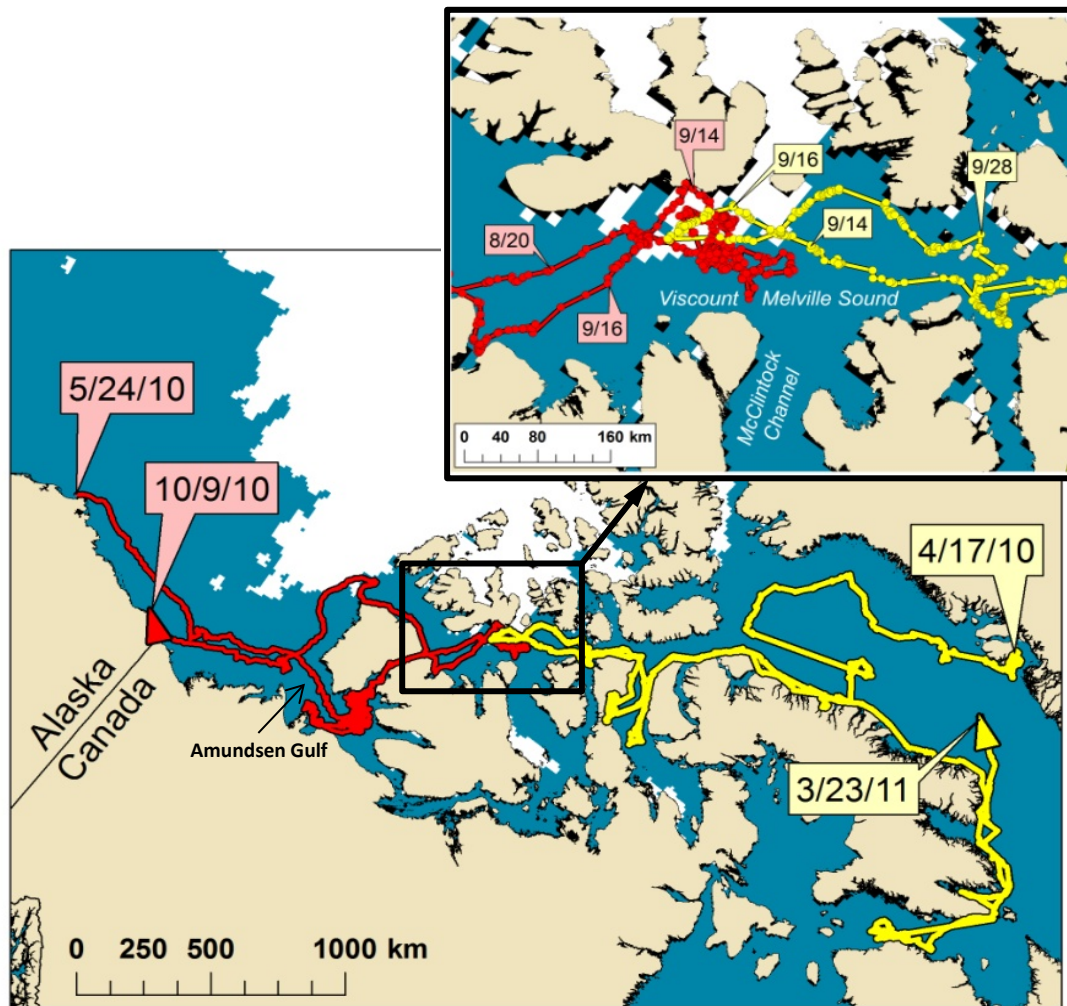 9/14
9/16
9/28
8/20
9/14
9/16
Viscount Melville Sound
McClintock
Channel
0 40 80 160 km
5/24/10
10/9/10
4/17/10
3/23/11
Alaska
Canada
Amundsen Gulf
0 250 500 1000 km